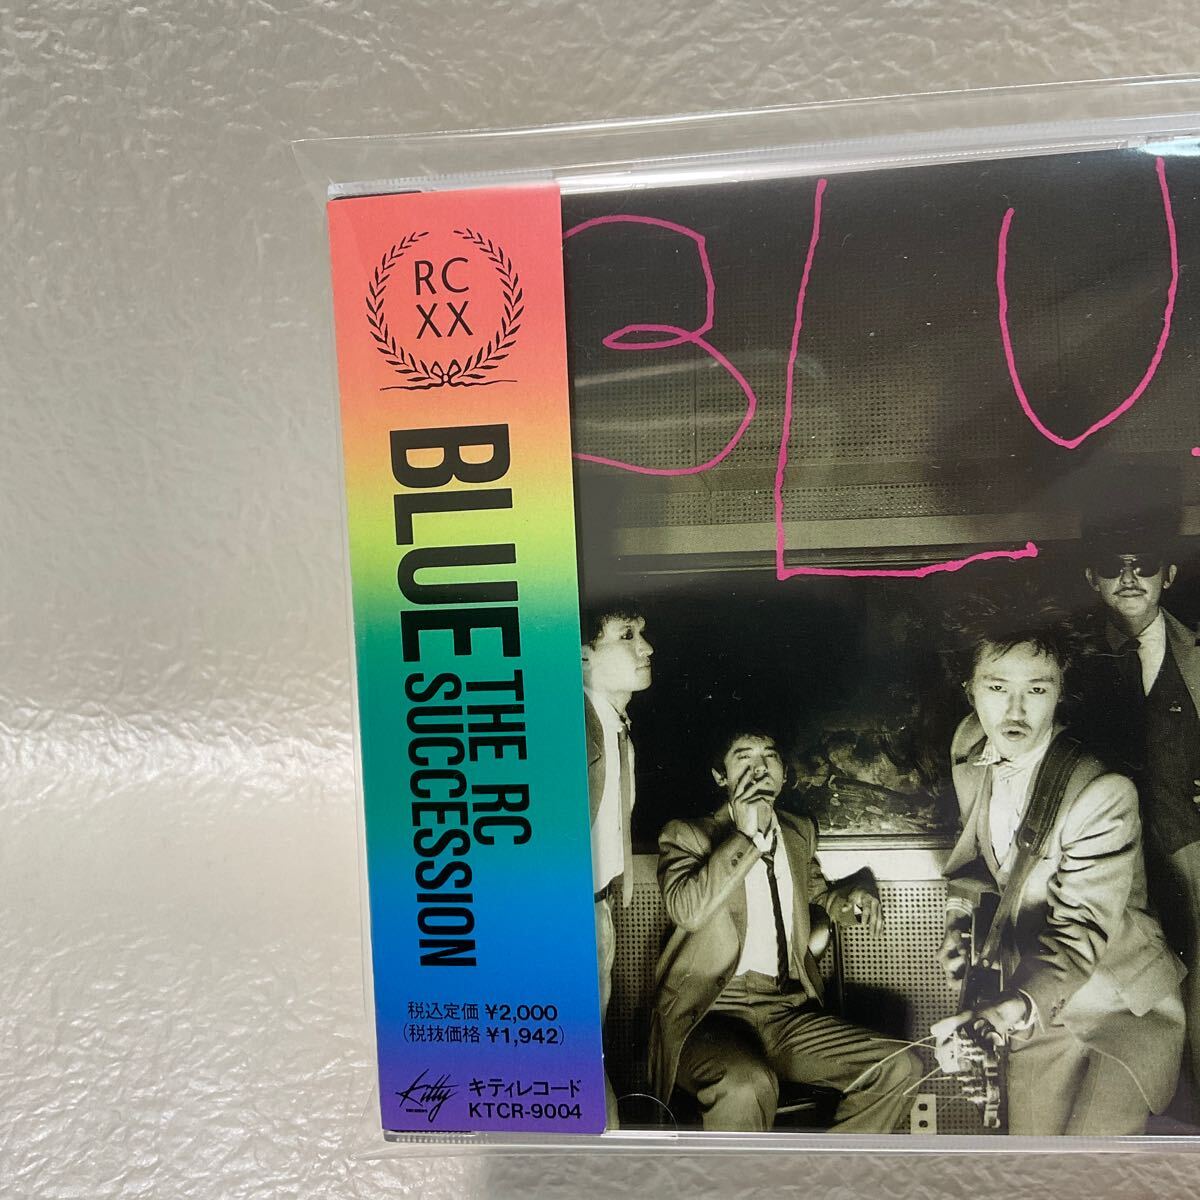 RC
XX
BLUE
THE RC
SUCCESSION
税込定価 ¥2,000
(税抜価格 ¥1,942)
Kitty
キティレコード
KTCR-9004
BLU